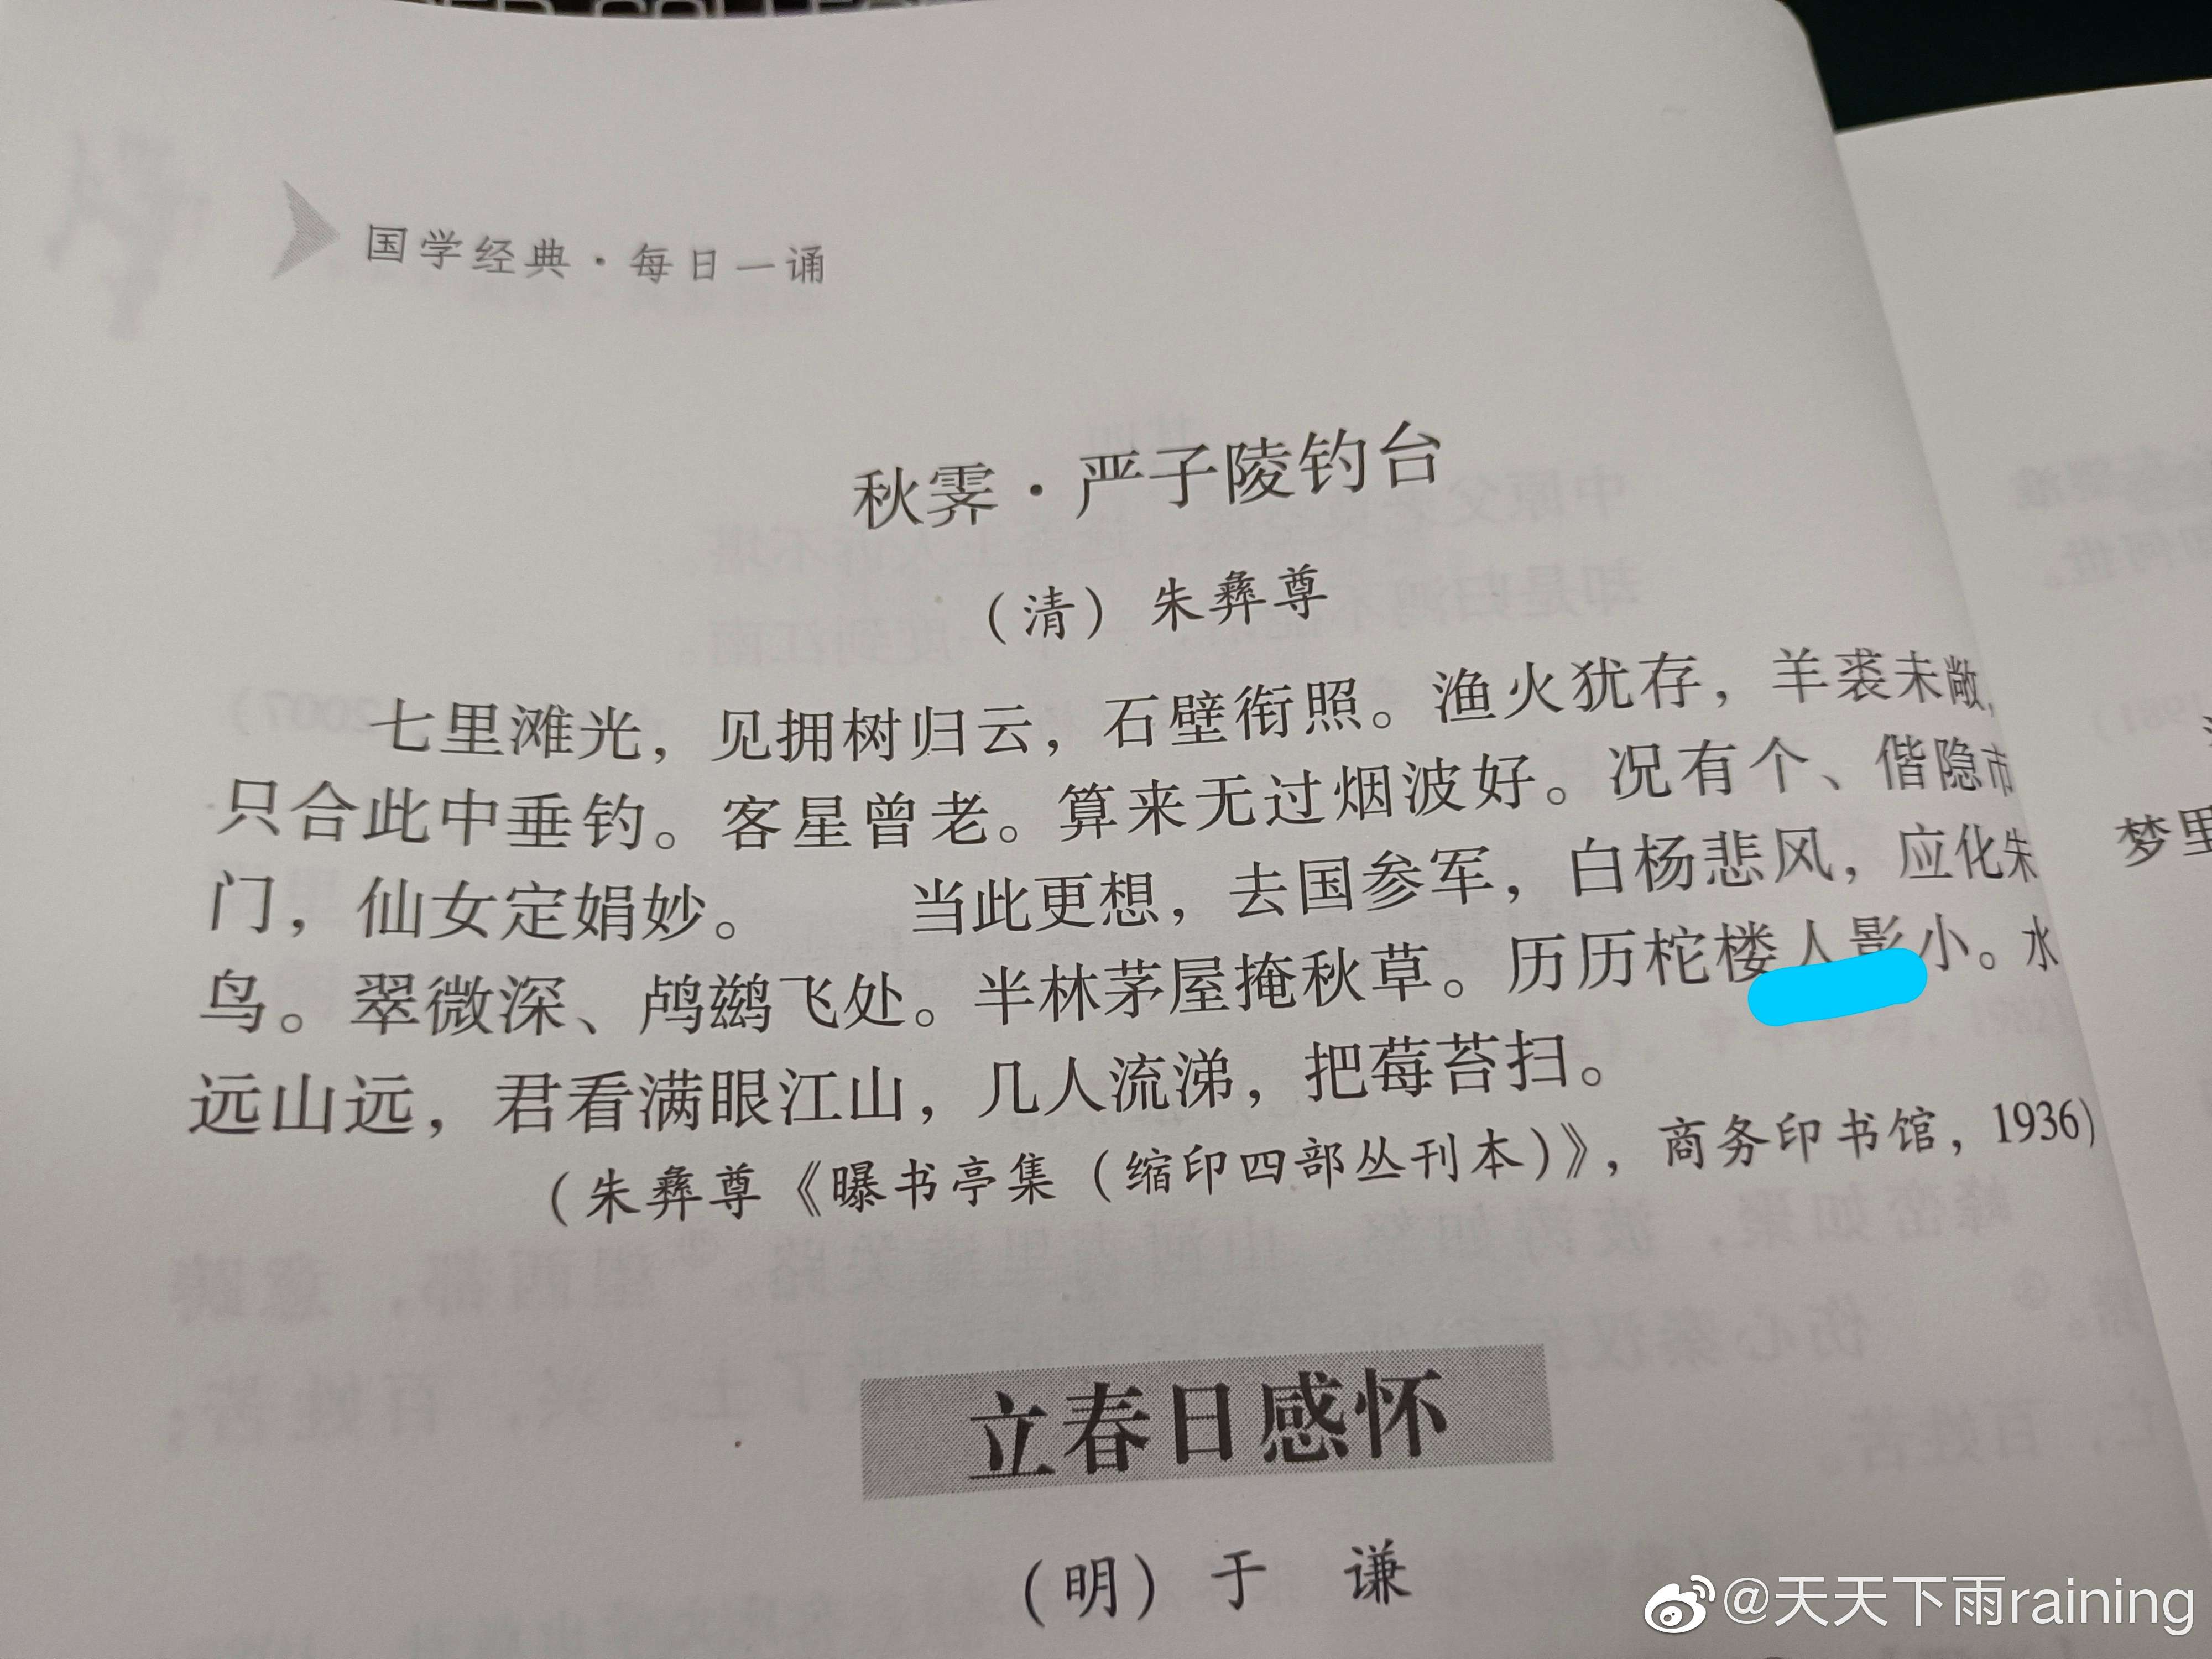 国学经典·每日一诵
秋霁·严子陵钓台
（清）朱彝尊
七里滩光，见拥树归云，石壁衔照。渔火犹存，羊裘未敞，
只合此中垂钓。客星曾老。算来无过烟波好。况有个、偕隐市
门，仙女定娟妙。 当此更想，去国参军，白杨悲风，应化朱
鸟。翠微深、鸬鹚飞处。半林茅屋掩秋草。历历柁楼人影小。水
远山远，君看满眼江山，几人流涕，把莓苔扫。
（朱彝尊《曝书亭集（缩印四部丛刊本）》，商务印书馆，1936）
立春日感怀
（明）于 谦
梦里
@天天下雨raining